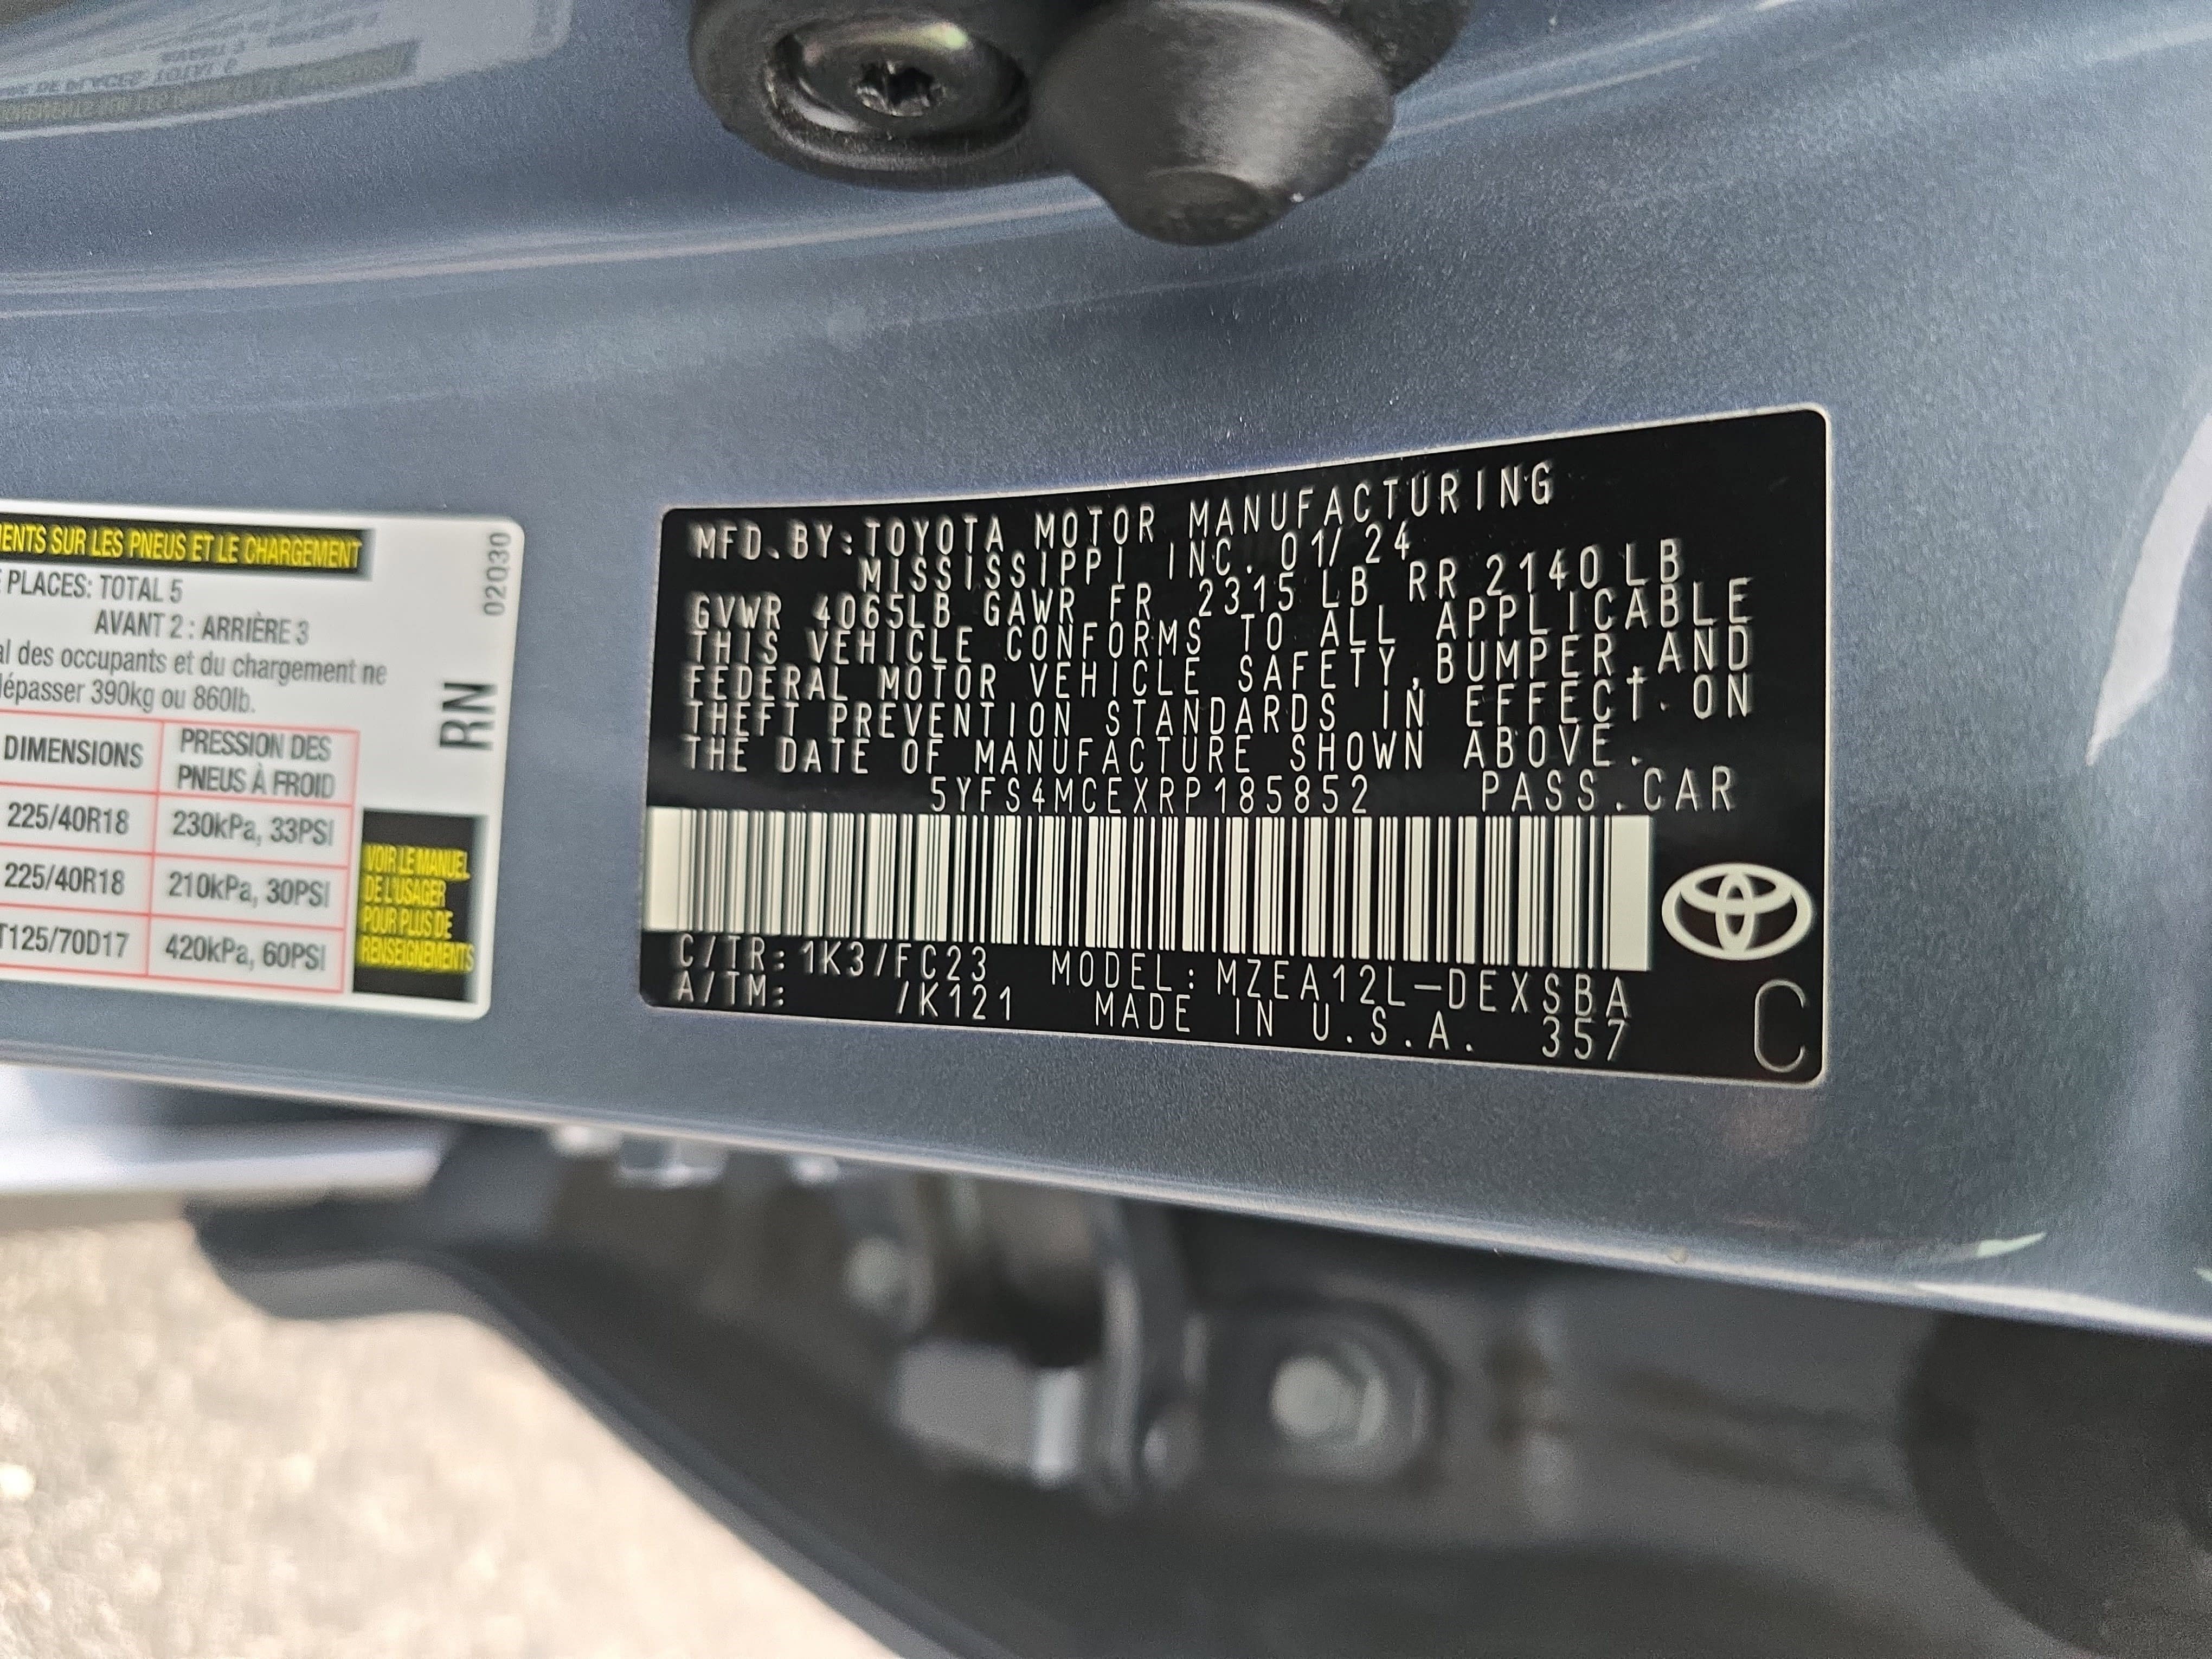 MENTS SUR LES PNEUS ET LE CHARGEMENT
PLACES: TOTAL 5
AVANT 2 : ARRIÈRE 3
al des occupants et du chargement ne
dépasser 390kg ou 860lb.
DIMENSIONS
PRESSION DES
PNEUS À FROID
225/40R18 230kPa, 33PSI
225/40R18 210kPa, 30PSI
T125/70D17 420kPa, 60PSI
VOIR LE MANUEL
DE L'USAGER
POUR PLUS DE
RENSEIGNEMENTS
02030
RN
MFD.BY:TOYOTA MOTOR MANUFACTURING
MISSISSIPPI INC. 01/24
GVWR 4065LB GAWR FR 2315 LB RR 2140 LB
THIS VEHICLE CONFORMS TO ALL APPLICABLE
FEDERAL MOTOR VEHICLE SAFETY,BUMPER,AND
THEFT PREVENTION STANDARDS IN EFFECT ON
THE DATE OF MANUFACTURE SHOWN ABOVE.
5YFS4MCEXRP185852 PASS.CAR
C/TR:1K3/FC23 MODEL:MZEA12L-DEXSBA
A/TM: /K121 MADE IN U.S.A. 357
C